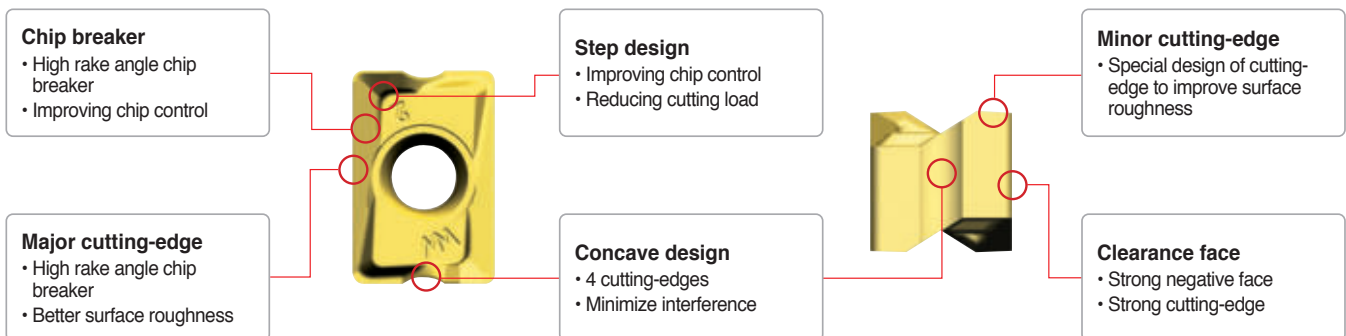 Chip breaker
• High rake angle chip
breaker
• Improving chip control
Step design
• Improving chip control
• Reducing cutting load
Minor cutting-edge
• Special design of cutting-
edge to improve surface
roughness
Major cutting-edge
• High rake angle chip
breaker
• Better surface roughness
Concave design
• 4 cutting-edges
• Minimize interference
Clearance face
• Strong negative face
• Strong cutting-edge
MM